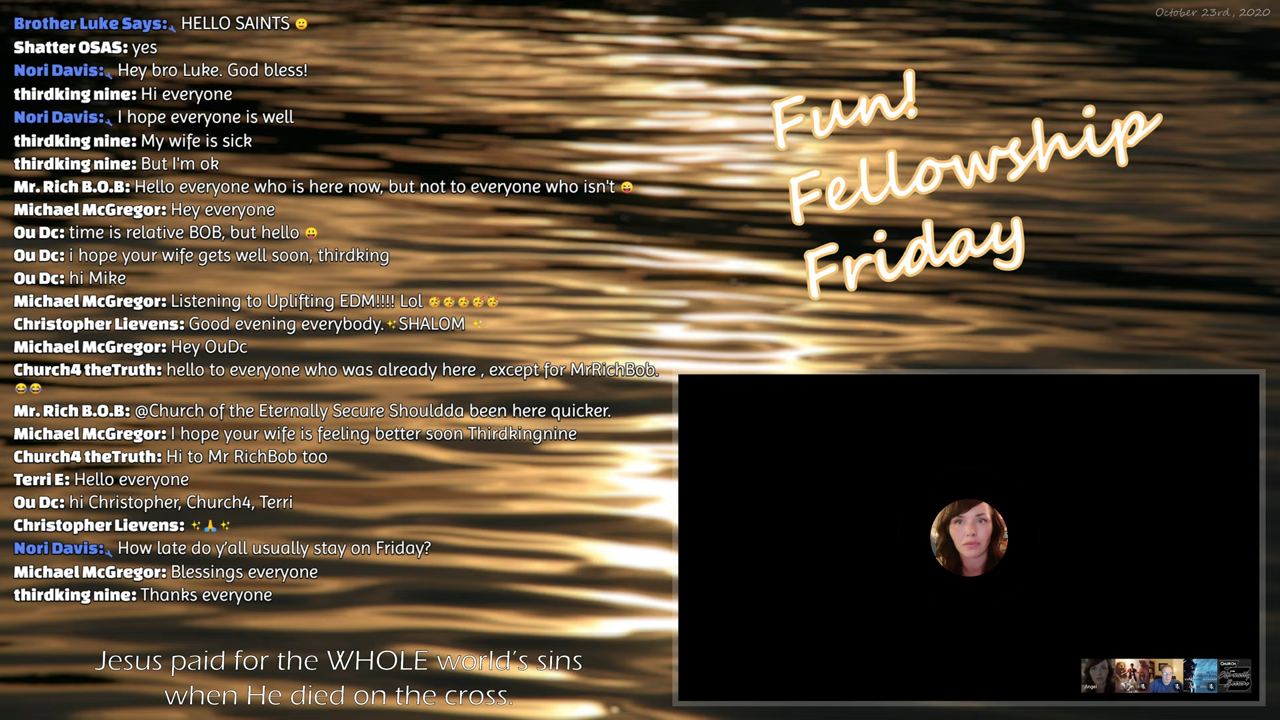 October 23rd, 2020
Brother Luke Says: HELLO SAINTS
Shatter OSAS: yes
Nori Davis: Hey bro Luke. God bless!
thirdking nine: Hi everyone
Nori Davis: I hope everyone is well
thirdking nine: My wife is sick
thirdking nine: But I'm ok
Mr. Rich B.O.B: Hello everyone who is here now, but not to everyone who isn't 😜
Michael McGregor: Hey everyone
Ou Dc: time is relative BOB, but hello 😛
Ou Dc: i hope your wife gets well soon, thirdking
Ou Dc: hi Mike
Michael McGregor: Listening to Uplifting EDM!!!! Lol 🥳🥳🥳🥳🥳
Christopher Lievens: Good evening everybody.✨SHALOM ✨
Michael McGregor: Hey OuDc
Church4 theTruth: hello to everyone who was already here , except for MrRichBob.
😂😂
Mr. Rich B.O.B: @Church of the Eternally Secure Shouldda been here quicker.
Michael McGregor: I hope your wife is feeling better soon Thirdkingnine
Church4 theTruth: Hi to Mr RichBob too
Terri E: Hello everyone
Ou Dc: hi Christopher, Church4, Terri
Christopher Lievens: ✨🙏✨
Nori Davis: How late do y'all usually stay on Friday?
Michael McGregor: Blessings everyone
thirdking nine: Thanks everyone
Jesus paid for the WHOLE world's sins
when He died on the cross.
Fun!
Fellowship
Friday
Angel
CHURCH